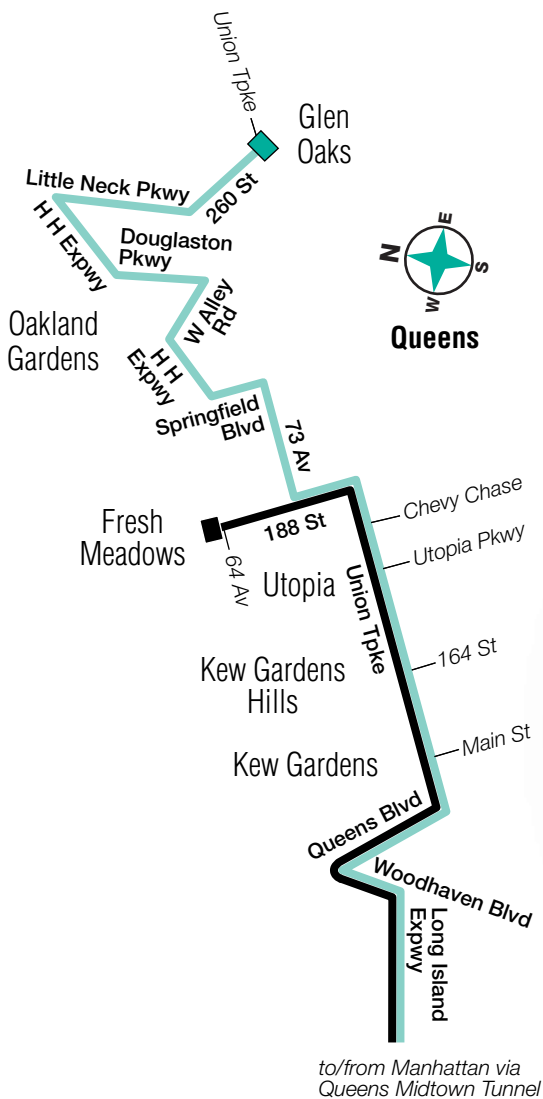 Union Tpke
Glen
Oaks
Little Neck Pkwy
260 St
H H Expwy
Douglaston
Pkwy
E
N
S
W
Queens
W Alley
Rd
Oakland
Gardens
H H
Expwy
Springfield
Blvd
73 Av
Chevy Chase
Fresh
Meadows
188 St
64 Av
Utopia Pkwy
Utopia
Union Tpke
164 St
Kew Gardens
Hills
Main St
Kew Gardens
Queens Blvd
Woodhaven Blvd
Long Island
Expwy
to/from Manhattan via
Queens Midtown Tunnel